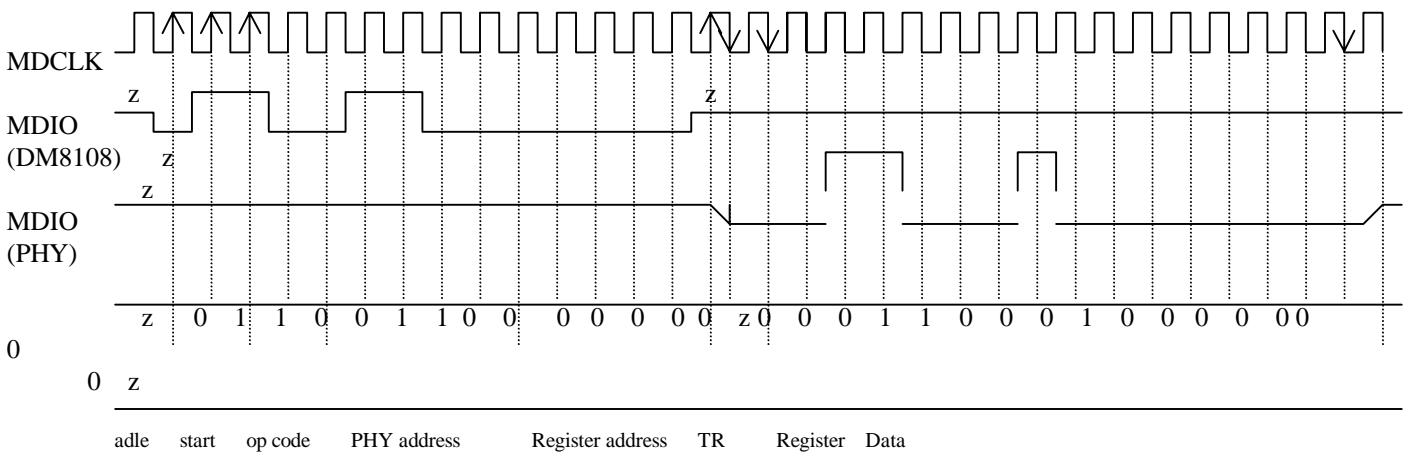 MDCLK
z z
MDIO
(DM8108) z
z
MDIO
(PHY)
z 0 1 1 0 0 1 1 0 0 0 0 0 0 0 z 0 0 0 1 1 0 0 0 1 0 0 0 0 0 0
0
0 z
adle start op code PHY address Register address TR Register Data